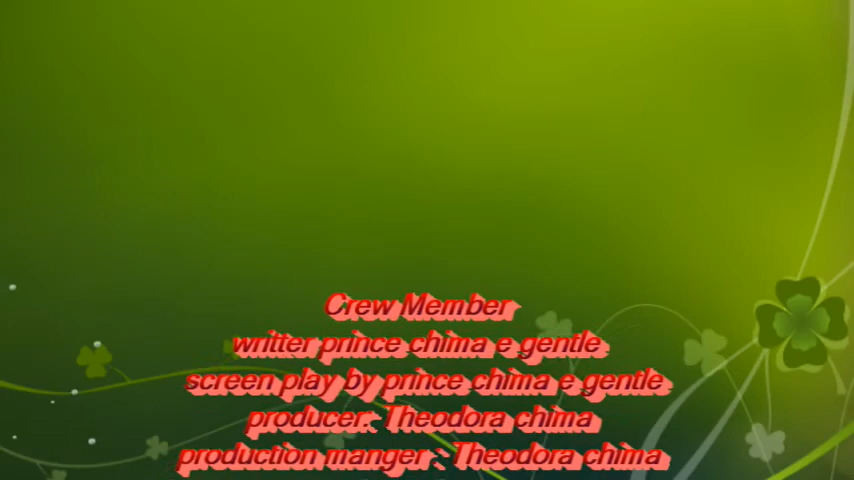 Crew Member
writter prince chima e gentle
screen play by prince chima e gentle
producer: Theodora chima
production manger : Theodora chima